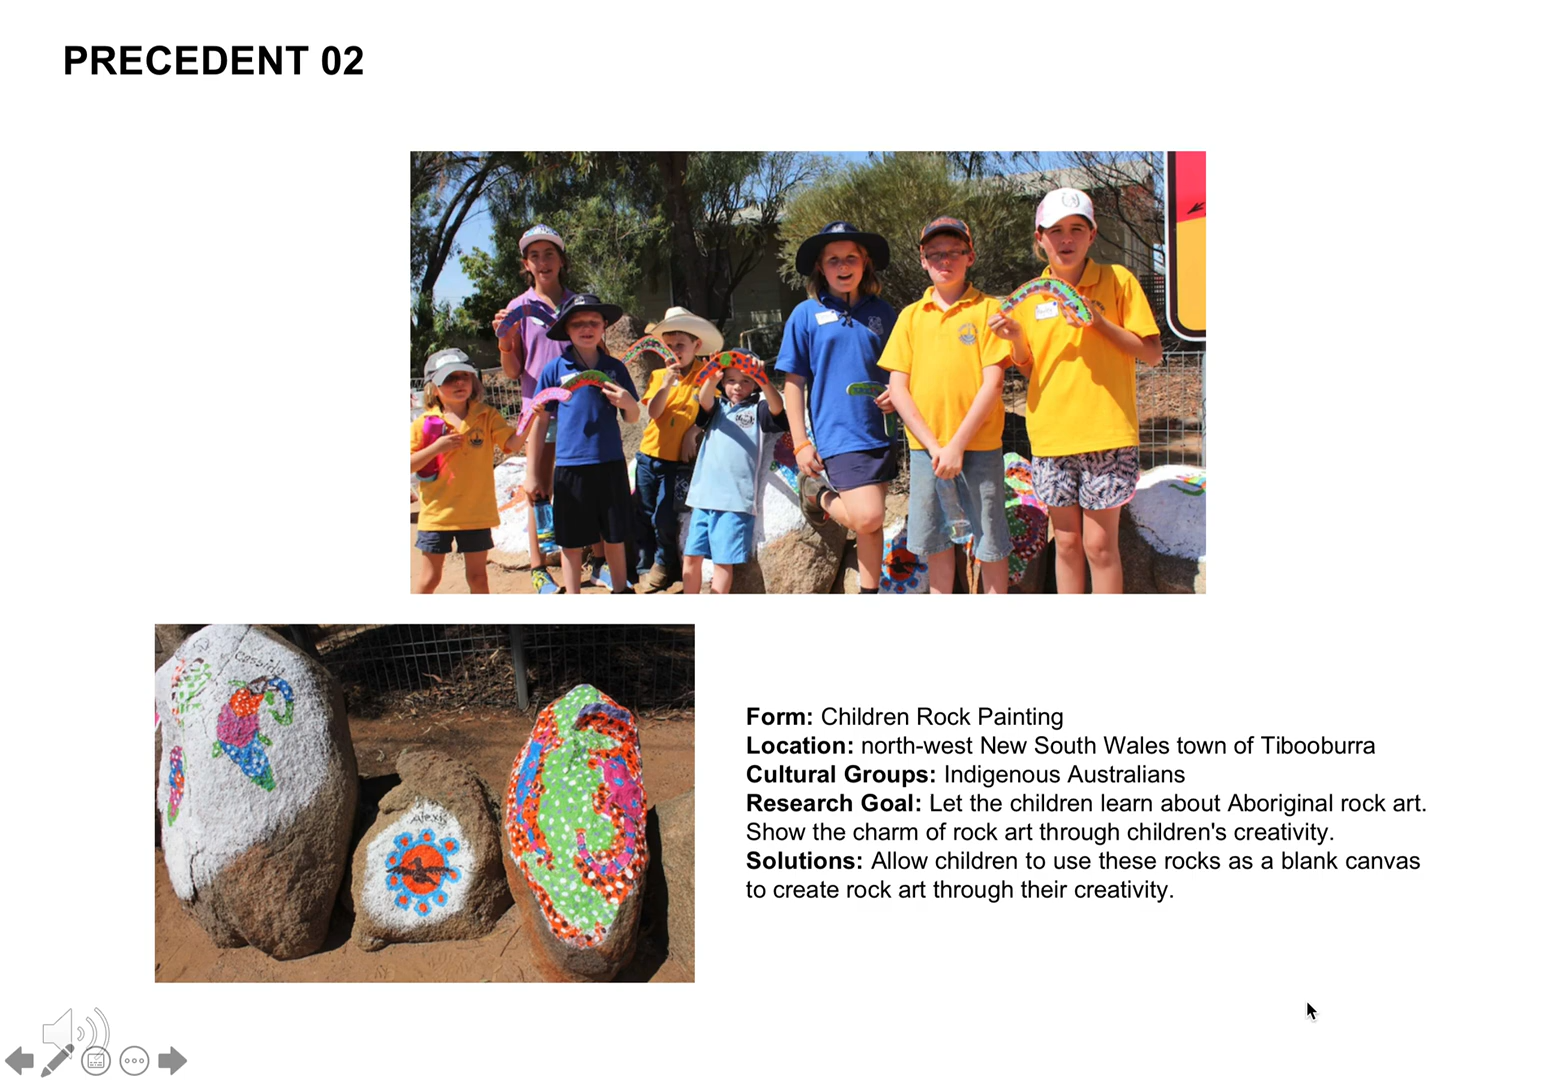 PRECEDENT 02
Cassidy
Alexis
Form: Children Rock Painting
Location: north-west New South Wales town of Tibooburra
Cultural Groups: Indigenous Australians
Research Goal: Let the children learn about Aboriginal rock art.
Show the charm of rock art through children's creativity.
Solutions: Allow children to use these rocks as a blank canvas
to create rock art through their creativity.